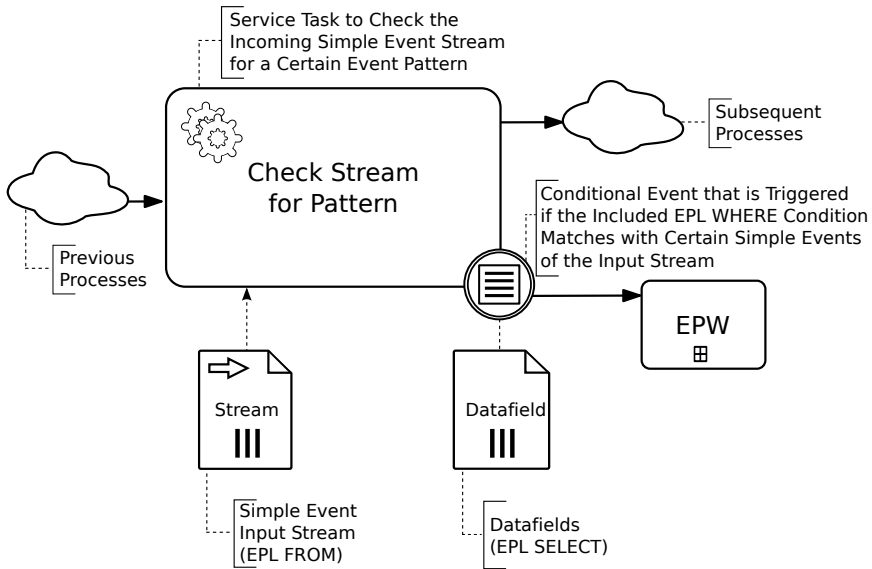 Service Task to Check the
Incoming Simple Event Stream
for a Certain Event Pattern
Check Stream
for Pattern
Subsequent
Processes
Previous
Processes
Conditional Event that is Triggered
if the Included EPL WHERE Condition
Matches with Certain Simple Events
of the Input Stream
EPW
Stream
Datafield
Simple Event
Input Stream
(EPL FROM)
Datafields
(EPL SELECT)